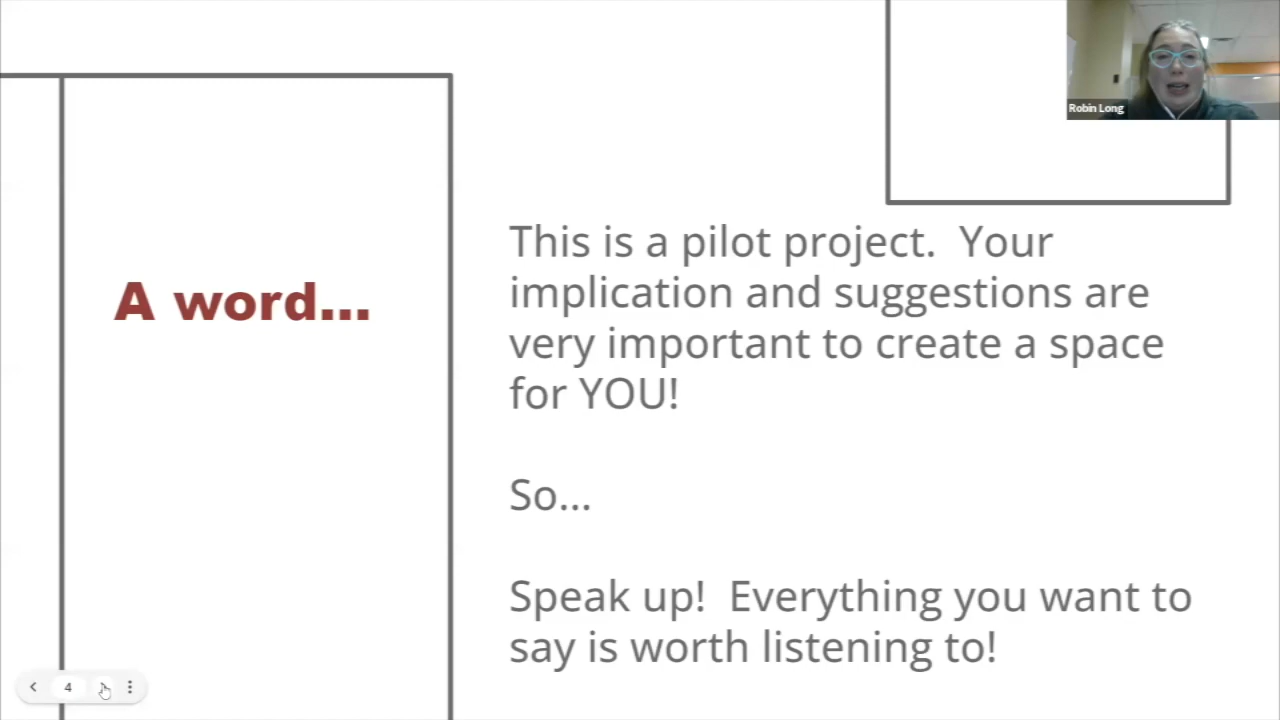 Robin Long
A word...
This is a pilot project.  Your
implication and suggestions are
very important to create a space
for YOU!
So...
Speak up!  Everything you want to
say is worth listening to!
4